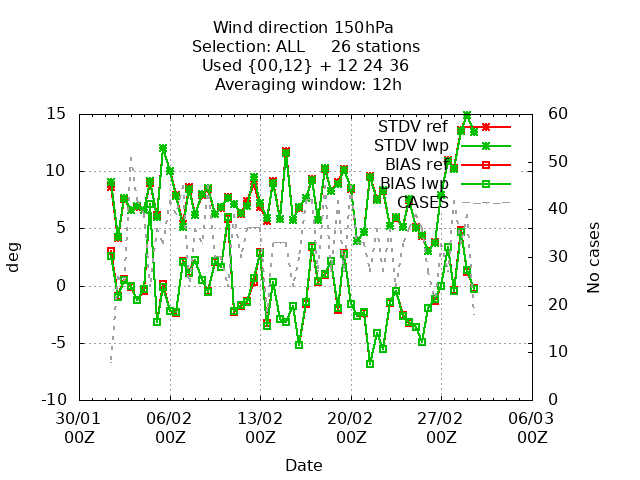 Wind direction 150hPa
Selection: ALL 26 stations
Used {00,12} + 12 24 36
Averaging window: 12h
15
10
5
0
-5
-10
60
50
40
30
20
10
0
STDV ref
STDV lwp
BIAS ref
BIAS lwp
CASES
deg
No cases
30/01 06/02 13/02 20/02 27/02 06/03
00Z 00Z 00Z 00Z 00Z 00Z
Date